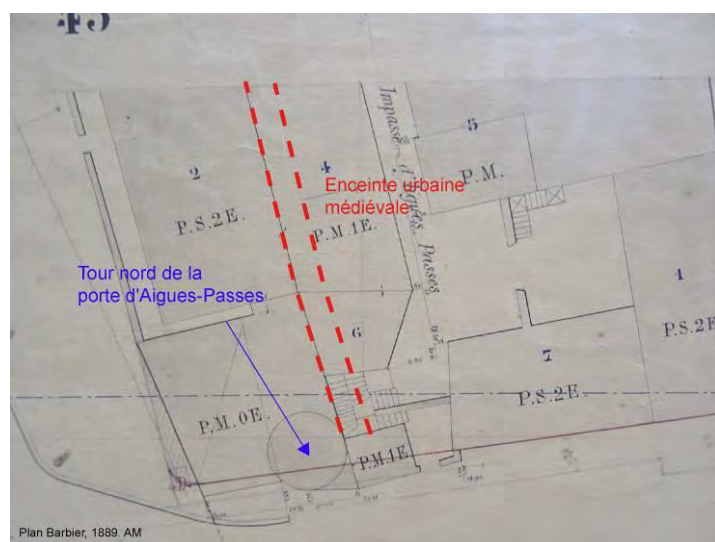 45
2
P.S.2E.
4
Enceinte urbaine
médiévale
P.M.1E.
Impasse d'Aigues Passes
5
P.M.
Tour nord de la
porte d'Aigues-Passes
6
1
P.S.2E
7
P.S.2E.
P.M.0E.
P.M.1E
Plan Barbier, 1889. AM